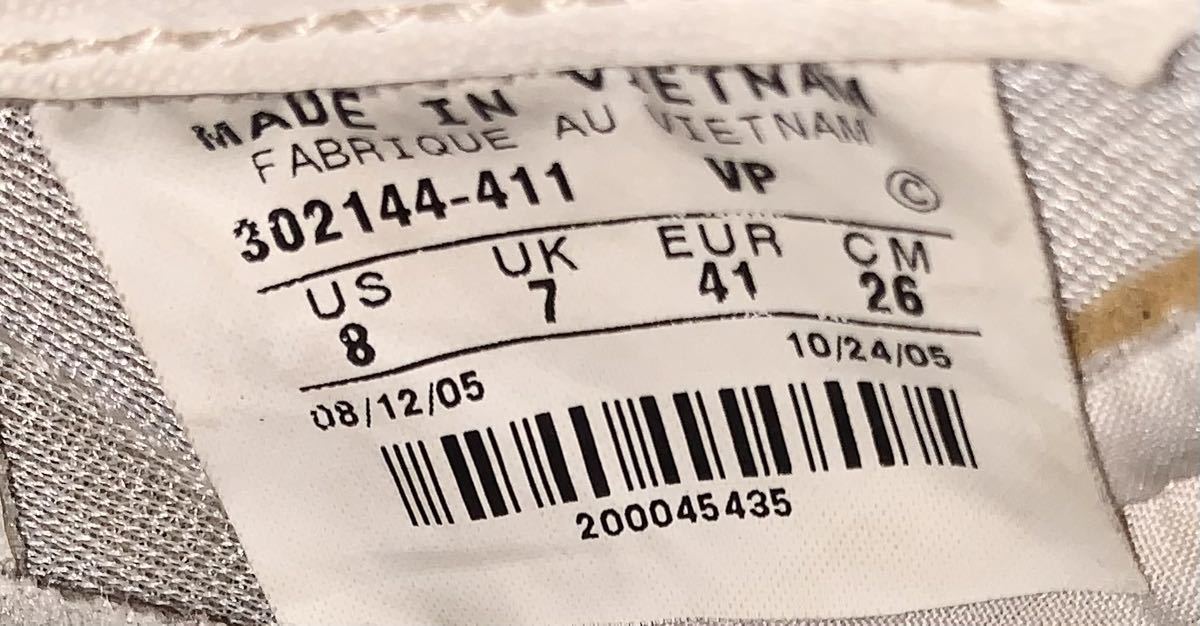 MADE IN VIETNAM
FABRIQUE AU VIETNAM
302144-411 VP ©
US UK EUR CM
8 7 41 26
08/12/05 10/24/05
200045435